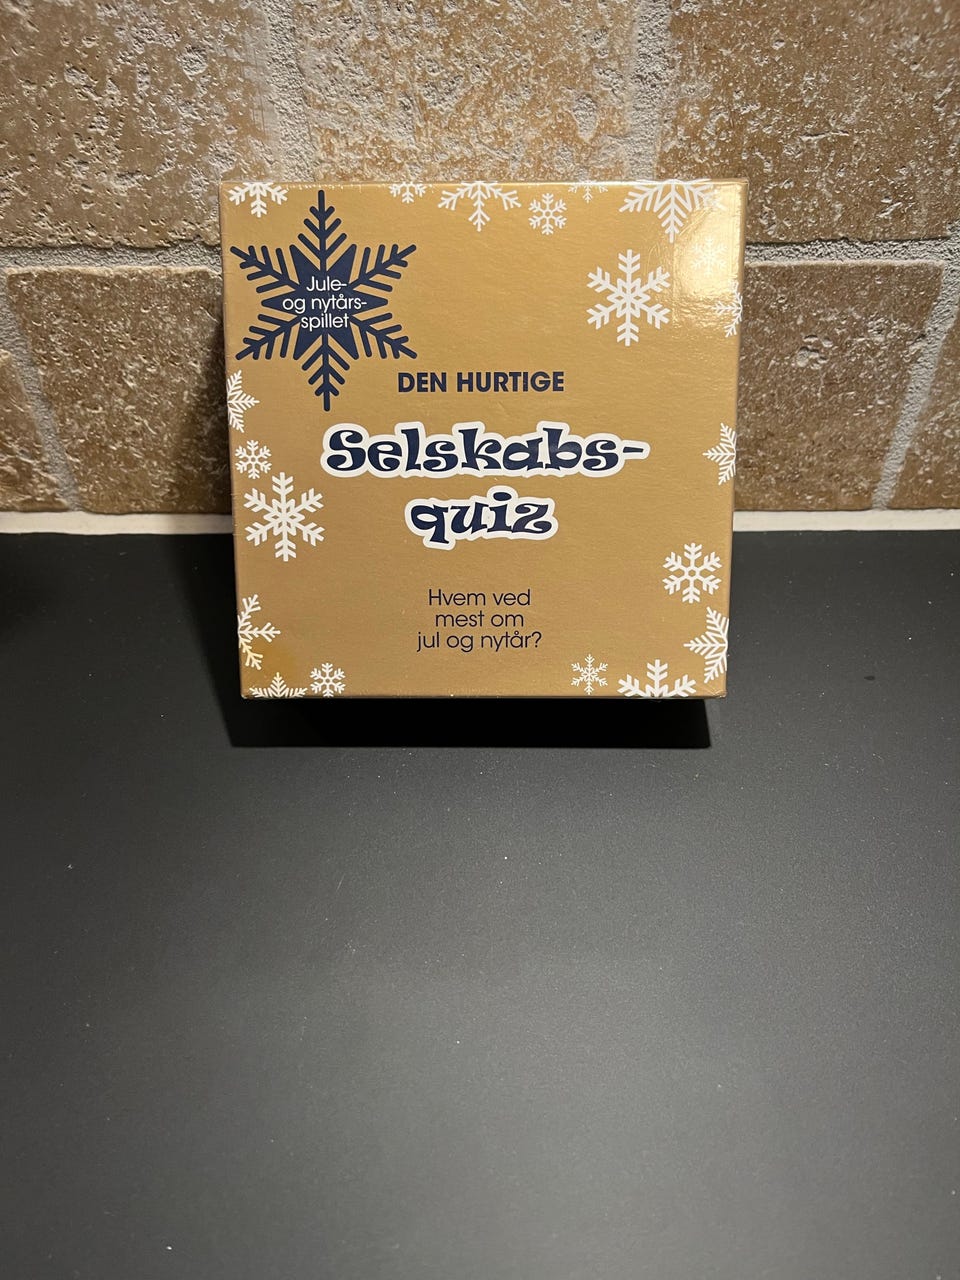 Jule-
og nytårs-
spillet
DEN HURTIGE
Selskabs-
quiz
Hvem ved
mest om
jul og nytår?